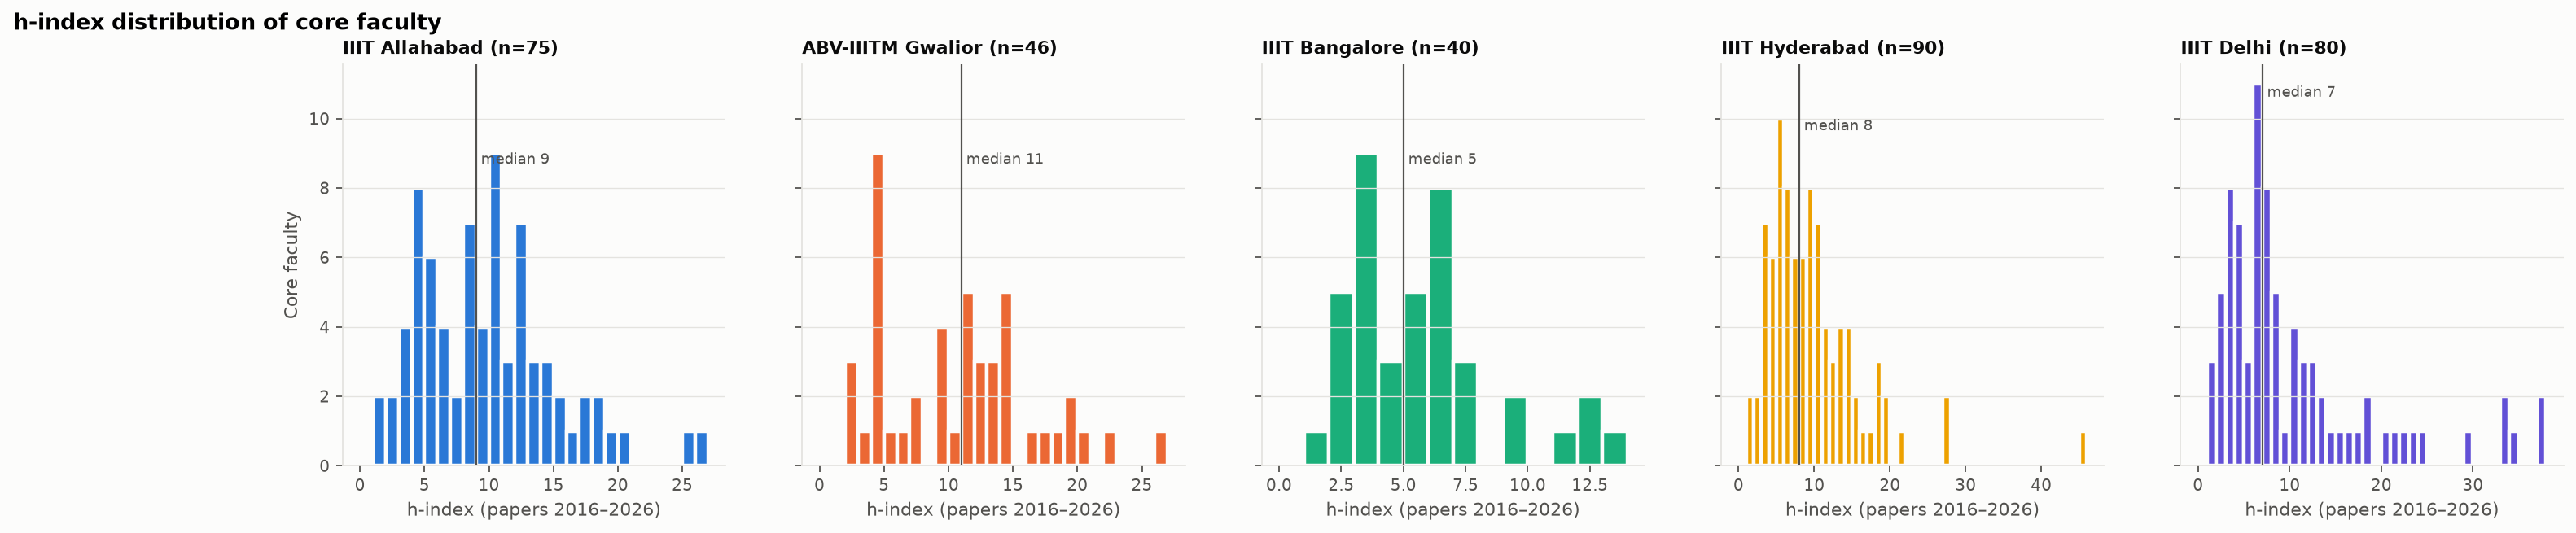 h-index distribution of core faculty
IIIT Allahabad (n=75)
ABV-IIITM Gwalior (n=46)
IIIT Bangalore (n=40)
IIIT Hyderabad (n=90)
IIIT Delhi (n=80)
median 9
median 11
median 5
median 8
median 7
Core faculty
10
8
6
4
2
0
0 5 10 15 20 25
0 5 10 15 20 25
0.0 2.5 5.0 7.5 10.0 12.5
0 10 20 30 40
0 10 20 30
h-index (papers 2016–2026)
h-index (papers 2016–2026)
h-index (papers 2016–2026)
h-index (papers 2016–2026)
h-index (papers 2016–2026)